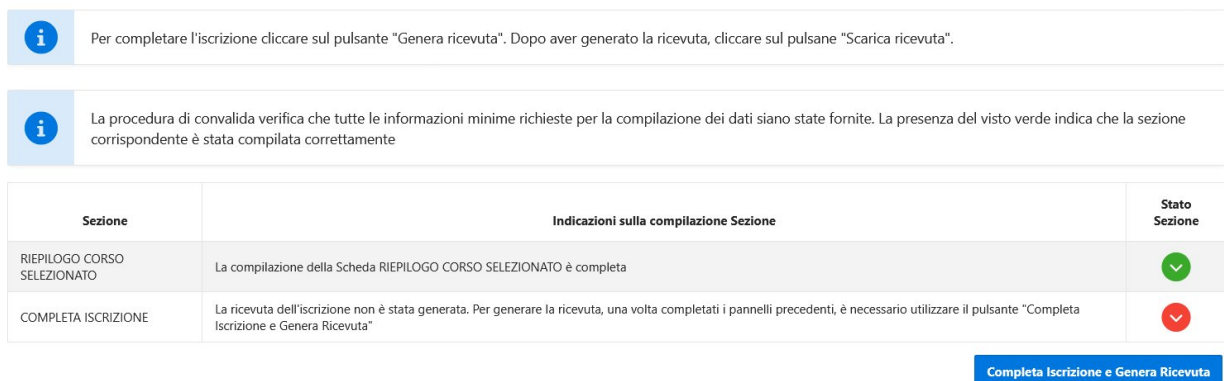 Per completare l'iscrizione cliccare sul pulsante "Genera ricevuta". Dopo aver generato la ricevuta, cliccare sul pulsane "Scarica ricevuta".
La procedura di convalida verifica che tutte le informazioni minime richieste per la compilazione dei dati siano state fornite. La presenza del visto verde indica che la sezione
corrispondente è stata compilata correttamente
Sezione
Indicazioni sulla compilazione Sezione
Stato
Sezione
RIEPILOGO CORSO
SELEZIONATO
La compilazione della Scheda RIEPILOGO CORSO SELEZIONATO è completa
COMPLETA ISCRIZIONE
La ricevuta dell'iscrizione non è stata generata. Per generare la ricevuta, una volta completati i pannelli precedenti, è necessario utilizzare il pulsante "Completa
Iscrizione e Genera Ricevuta"
Completa Iscrizione e Genera Ricevuta